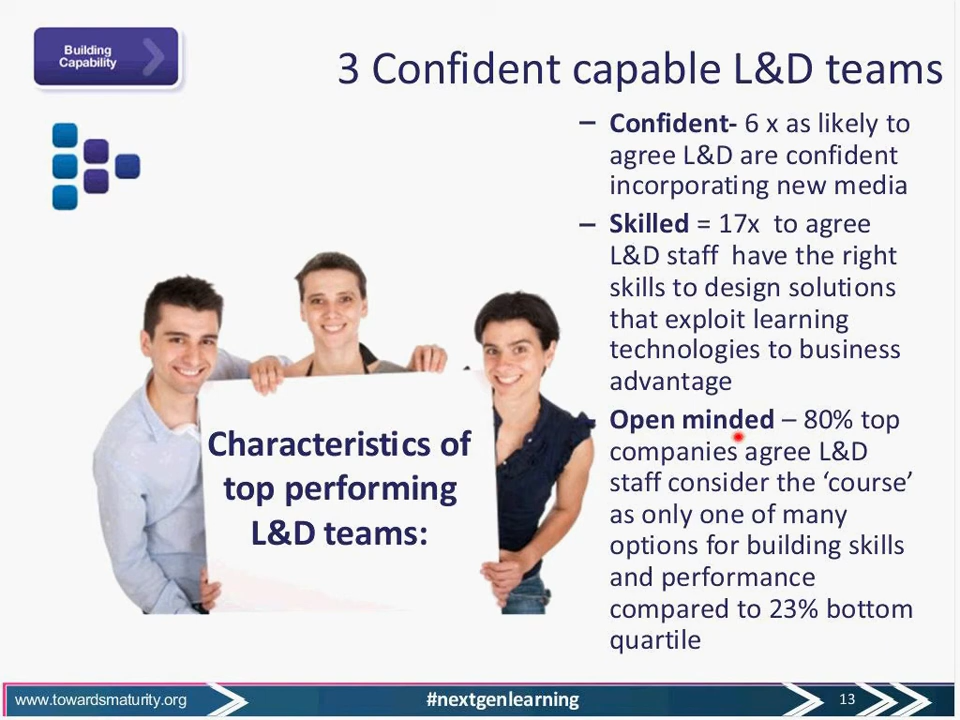 Building
Capability
3 Confident capable L&D teams
– Confident- 6 x as likely to
agree L&D are confident
incorporating new media
– Skilled = 17x to agree
L&D staff have the right
skills to design solutions
that exploit learning
technologies to business
advantage
– Open minded – 80% top
companies agree L&D
staff consider the ‘course’
as only one of many
options for building skills
and performance
compared to 23% bottom
quartile
Characteristics of
top performing
L&D teams:
www.towardsmaturity.org
#nextgenlearning
13